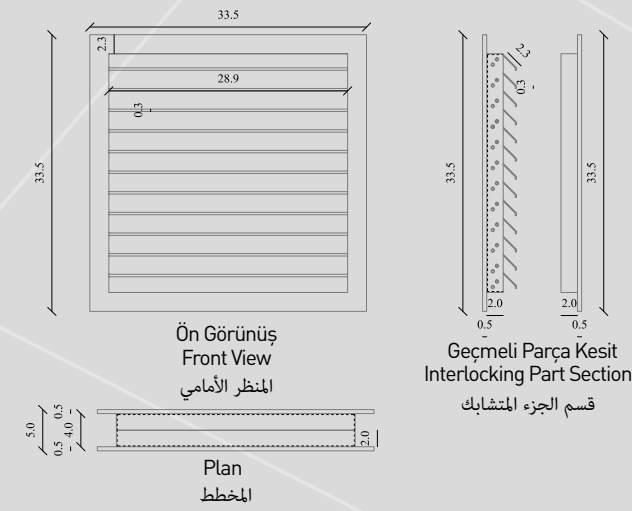 33.5
2.3
28.9
0.3
33.5
Ön Görünüş
Front View
المنظر الأمامي
5.0
0.5
4.0
0.5
2.0
Plan
المخطط
33.5
2.3
0.3
33.5
2.0
2.0
0.5
0.5
Geçmeli Parça Kesit
Interlocking Part Section
قسم الجزء المتشابك